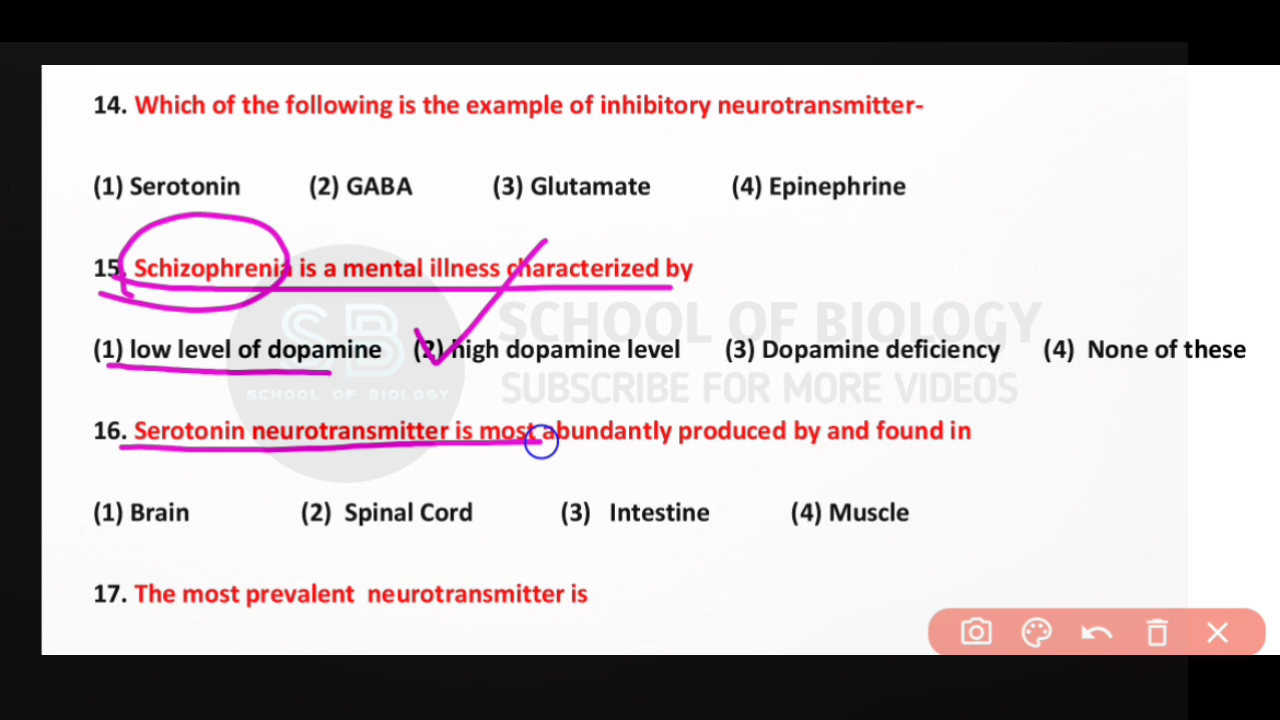 14. Which of the following is the example of inhibitory neurotransmitter-
(1) Serotonin (2) GABA (3) Glutamate (4) Epinephrine
15. Schizophrenia is a mental illness characterized by
SCHOOL OF BIOLOGY
SB
(1) low level of dopamine (2) high dopamine level (3) Dopamine deficiency (4) None of these
SCHOOL OF BIOLOGY
SUBSCRIBE FOR MORE VIDEOS
16. Serotonin neurotransmitter is most abundantly produced by and found in
(1) Brain (2) Spinal Cord (3) Intestine (4) Muscle
17. The most prevalent neurotransmitter is